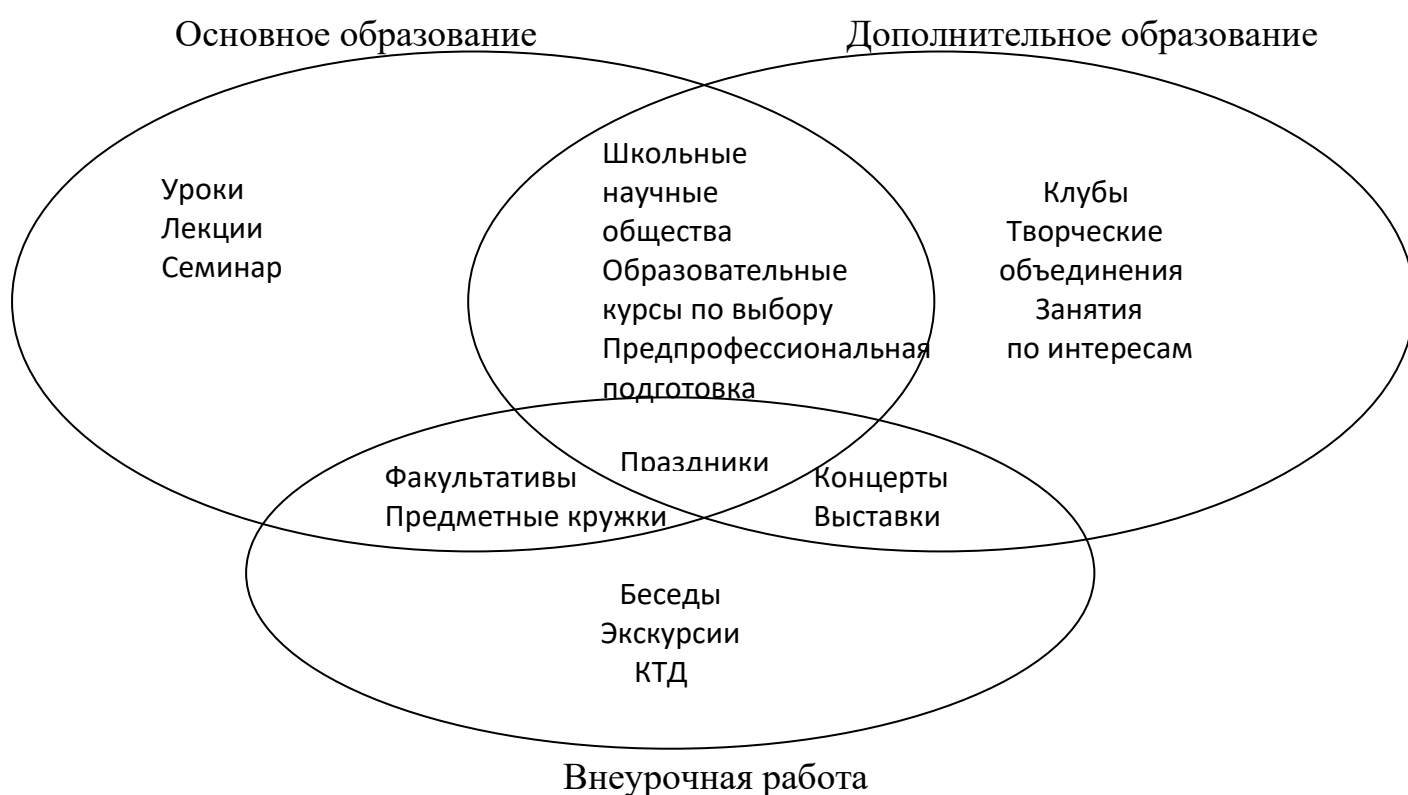 Основное образование
Дополнительное образование
Уроки
Лекции
Семинар
Школьные
научные
общества
Образовательные
курсы по выбору
Предпрофессиональная
подготовка
Клубы
Творческие
объединения
Занятия
по интересам
Факультативы
Предметные кружки
Праздники
Концерты
Выставки
Беседы
Экскурсии
КТД
Внеурочная работа